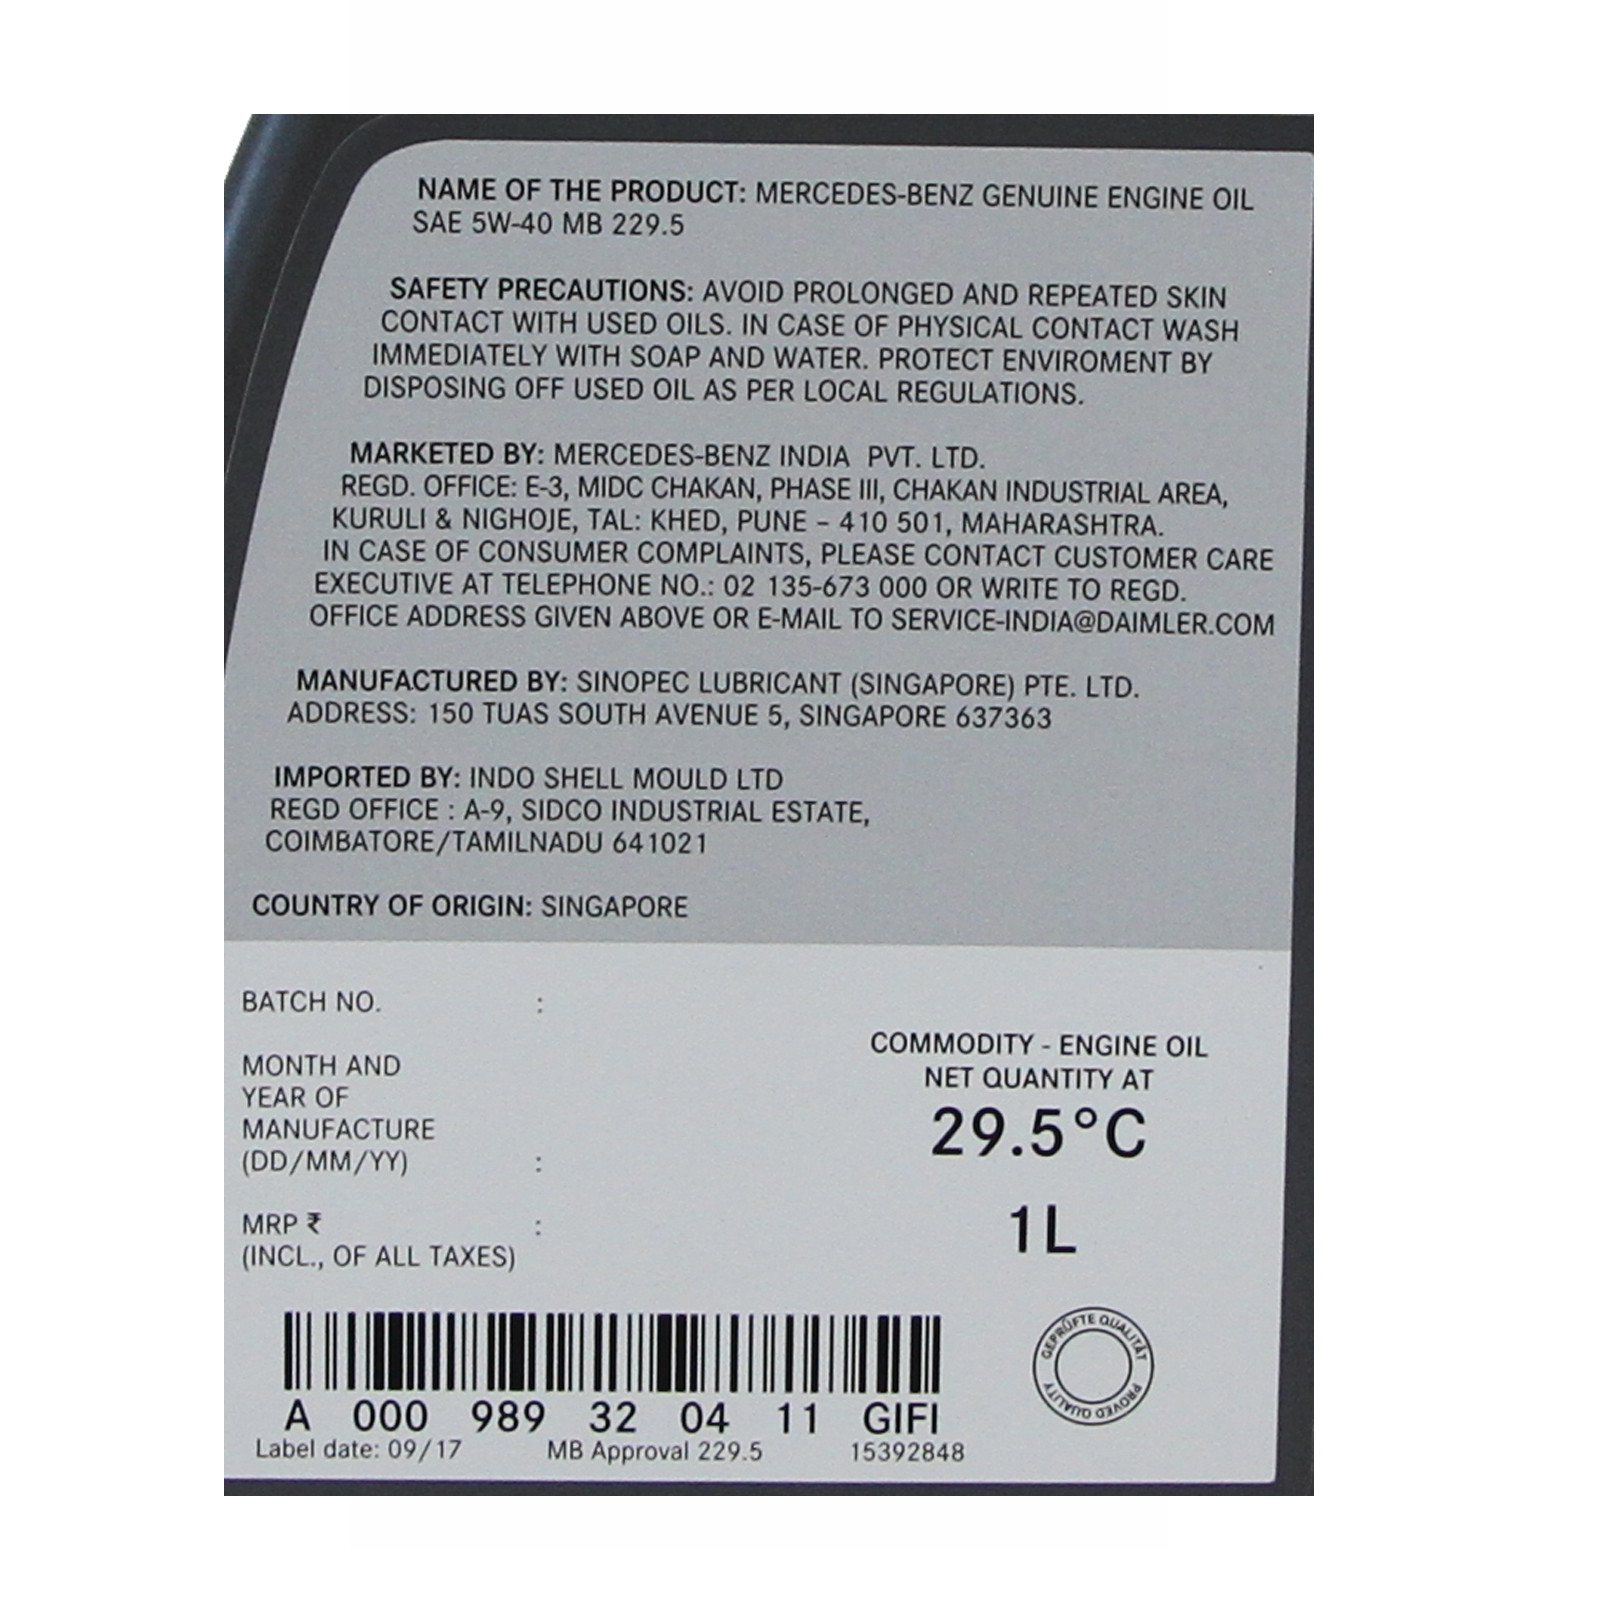 NAME OF THE PRODUCT: MERCEDES-BENZ GENUINE ENGINE OIL
SAE 5W-40 MB 229.5
SAFETY PRECAUTIONS: AVOID PROLONGED AND REPEATED SKIN
CONTACT WITH USED OILS. IN CASE OF PHYSICAL CONTACT WASH
IMMEDIATELY WITH SOAP AND WATER. PROTECT ENVIROMENT BY
DISPOSING OFF USED OIL AS PER LOCAL REGULATIONS.
MARKETED BY: MERCEDES-BENZ INDIA PVT. LTD.
REGD. OFFICE: E-3, MIDC CHAKAN, PHASE III, CHAKAN INDUSTRIAL AREA,
KURULI & NIGHOJE, TAL: KHED, PUNE – 410 501, MAHARASHTRA.
IN CASE OF CONSUMER COMPLAINTS, PLEASE CONTACT CUSTOMER CARE
EXECUTIVE AT TELEPHONE NO.: 02 135-673 000 OR WRITE TO REGD.
OFFICE ADDRESS GIVEN ABOVE OR E-MAIL TO SERVICE-INDIA@DAIMLER.COM
MANUFACTURED BY: SINOPEC LUBRICANT (SINGAPORE) PTE. LTD.
ADDRESS: 150 TUAS SOUTH AVENUE 5, SINGAPORE 637363
IMPORTED BY: INDO SHELL MOULD LTD
REGD OFFICE : A-9, SIDCO INDUSTRIAL ESTATE,
COIMBATORE/TAMILNADU 641021
COUNTRY OF ORIGIN: SINGAPORE
BATCH NO. :
MONTH AND
YEAR OF
MANUFACTURE
(DD/MM/YY) :
MRP ₹ :
(INCL., OF ALL TAXES)
COMMODITY - ENGINE OIL
NET QUANTITY AT
29.5°C
1L
A 000 989 32 04 11 GIFI
Label date: 09/17 MB Approval 229.5 15392848
GEPRÜFTE QUALITÄT
PROVED QUALITY